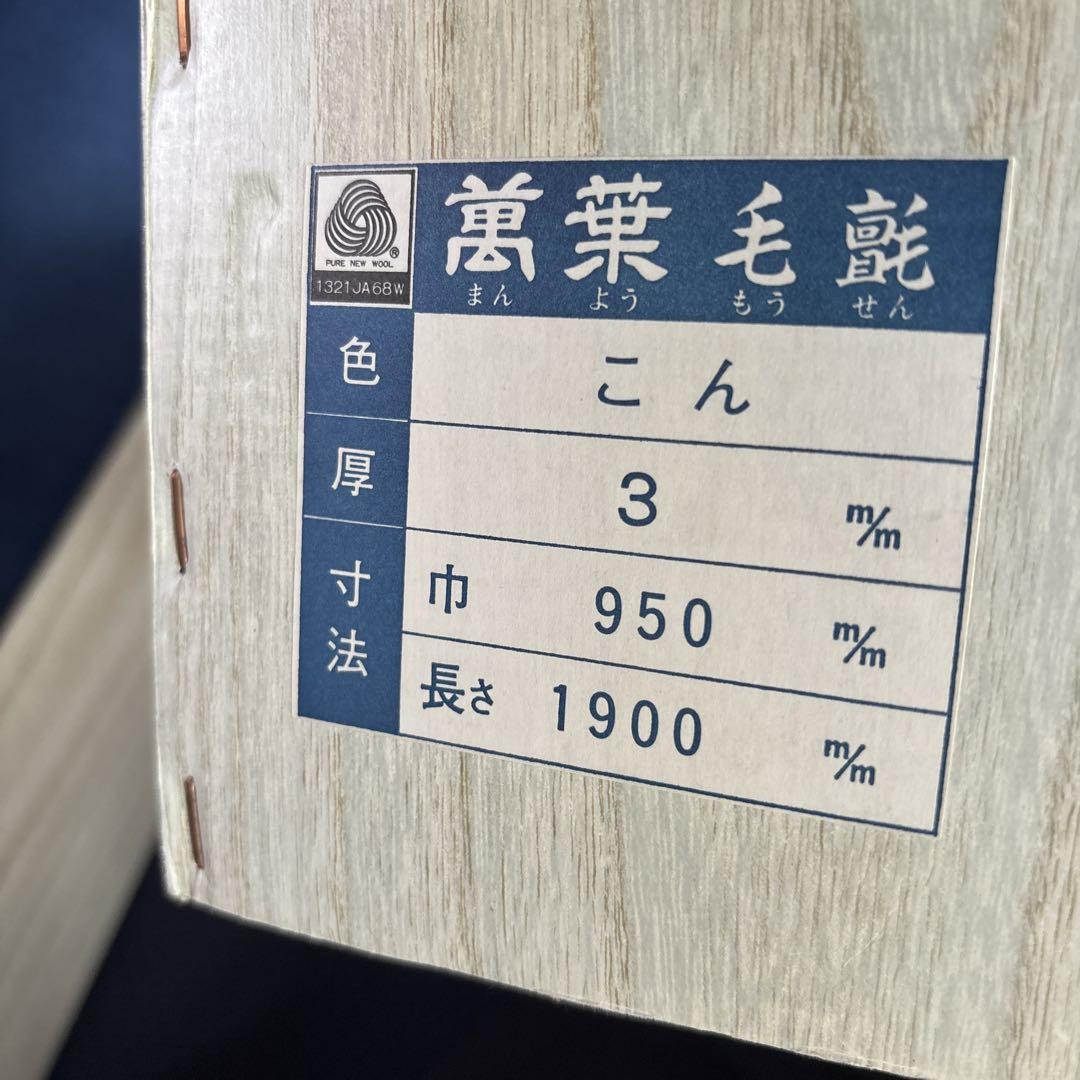 PURE NEW WOOL ®
1321JA68W
萬葉毛氈
まん よう もう せん
色 こん
厚 3 m/m
寸法
巾 950 m/m
長さ 1900 m/m